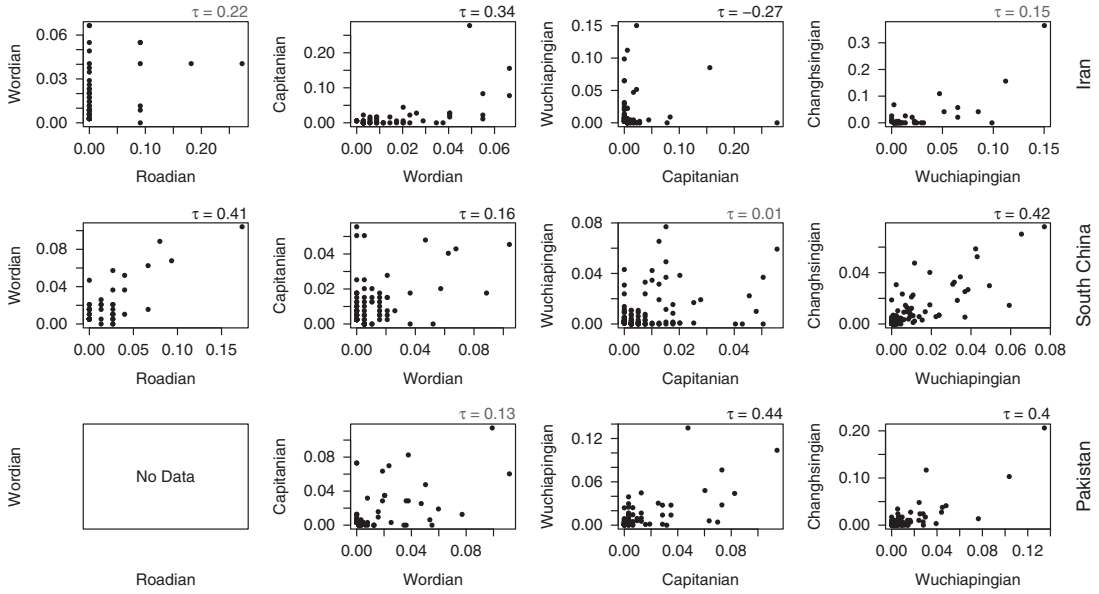 τ = 0.22
τ = 0.34
τ = −0.27
τ = 0.15
Wordian
0.00 0.03 0.06
0.00 0.10 0.20
Roadian
Capitanian
0.00 0.10 0.20
0.00 0.02 0.04 0.06
Wordian
Wuchiapingian
0.00 0.05 0.10 0.15
0.00 0.10 0.20
Capitanian
Changhsingian
0.0 0.1 0.2 0.3
0.00 0.05 0.10 0.15
Wuchiapingian
Iran
τ = 0.41
τ = 0.16
τ = 0.01
τ = 0.42
Wordian
0.00 0.04 0.08
0.00 0.05 0.10 0.15
Roadian
Capitanian
0.00 0.02 0.04
0.00 0.04 0.08
Wordian
Wuchiapingian
0.00 0.04 0.08
0.00 0.02 0.04
Capitanian
Changhsingian
0.00 0.04
0.00 0.02 0.04 0.06 0.08
Wuchiapingian
South China
τ = 0.13
τ = 0.44
τ = 0.4
Wordian
No Data
Roadian
Capitanian
0.00 0.04 0.08
0.00 0.04 0.08
Wordian
Wuchiapingian
0.00 0.04 0.08 0.12
0.00 0.04 0.08
Capitanian
Changhsingian
0.00 0.10 0.20
0.00 0.04 0.08 0.12
Wuchiapingian
Pakistan